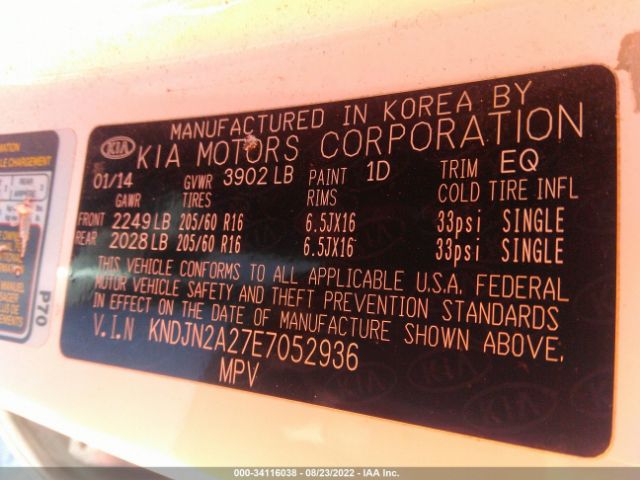 MANUFACTURED IN KOREA BY
KIA KIA MOTORS CORPORATION
01/14 GVWR 3902 LB PAINT 1D TRIM EQ
GAWR TIRES RIMS COLD TIRE INFL
FRONT 2249 LB 205/60 R16 6.5JX16 33psi SINGLE
REAR 2028 LB 205/60 R16 6.5JX16 33psi SINGLE
THIS VEHICLE CONFORMS TO ALL APPLICABLE U.S.A. FEDERAL
MOTOR VEHICLE SAFETY AND THEFT PREVENTION STANDARDS
IN EFFECT ON THE DATE OF MANUFACTURE SHOWN ABOVE,
V.I.N KNDJN2A27E7052936
MPV
P70
000-34116038 - 08/23/2022 - IAA Inc.